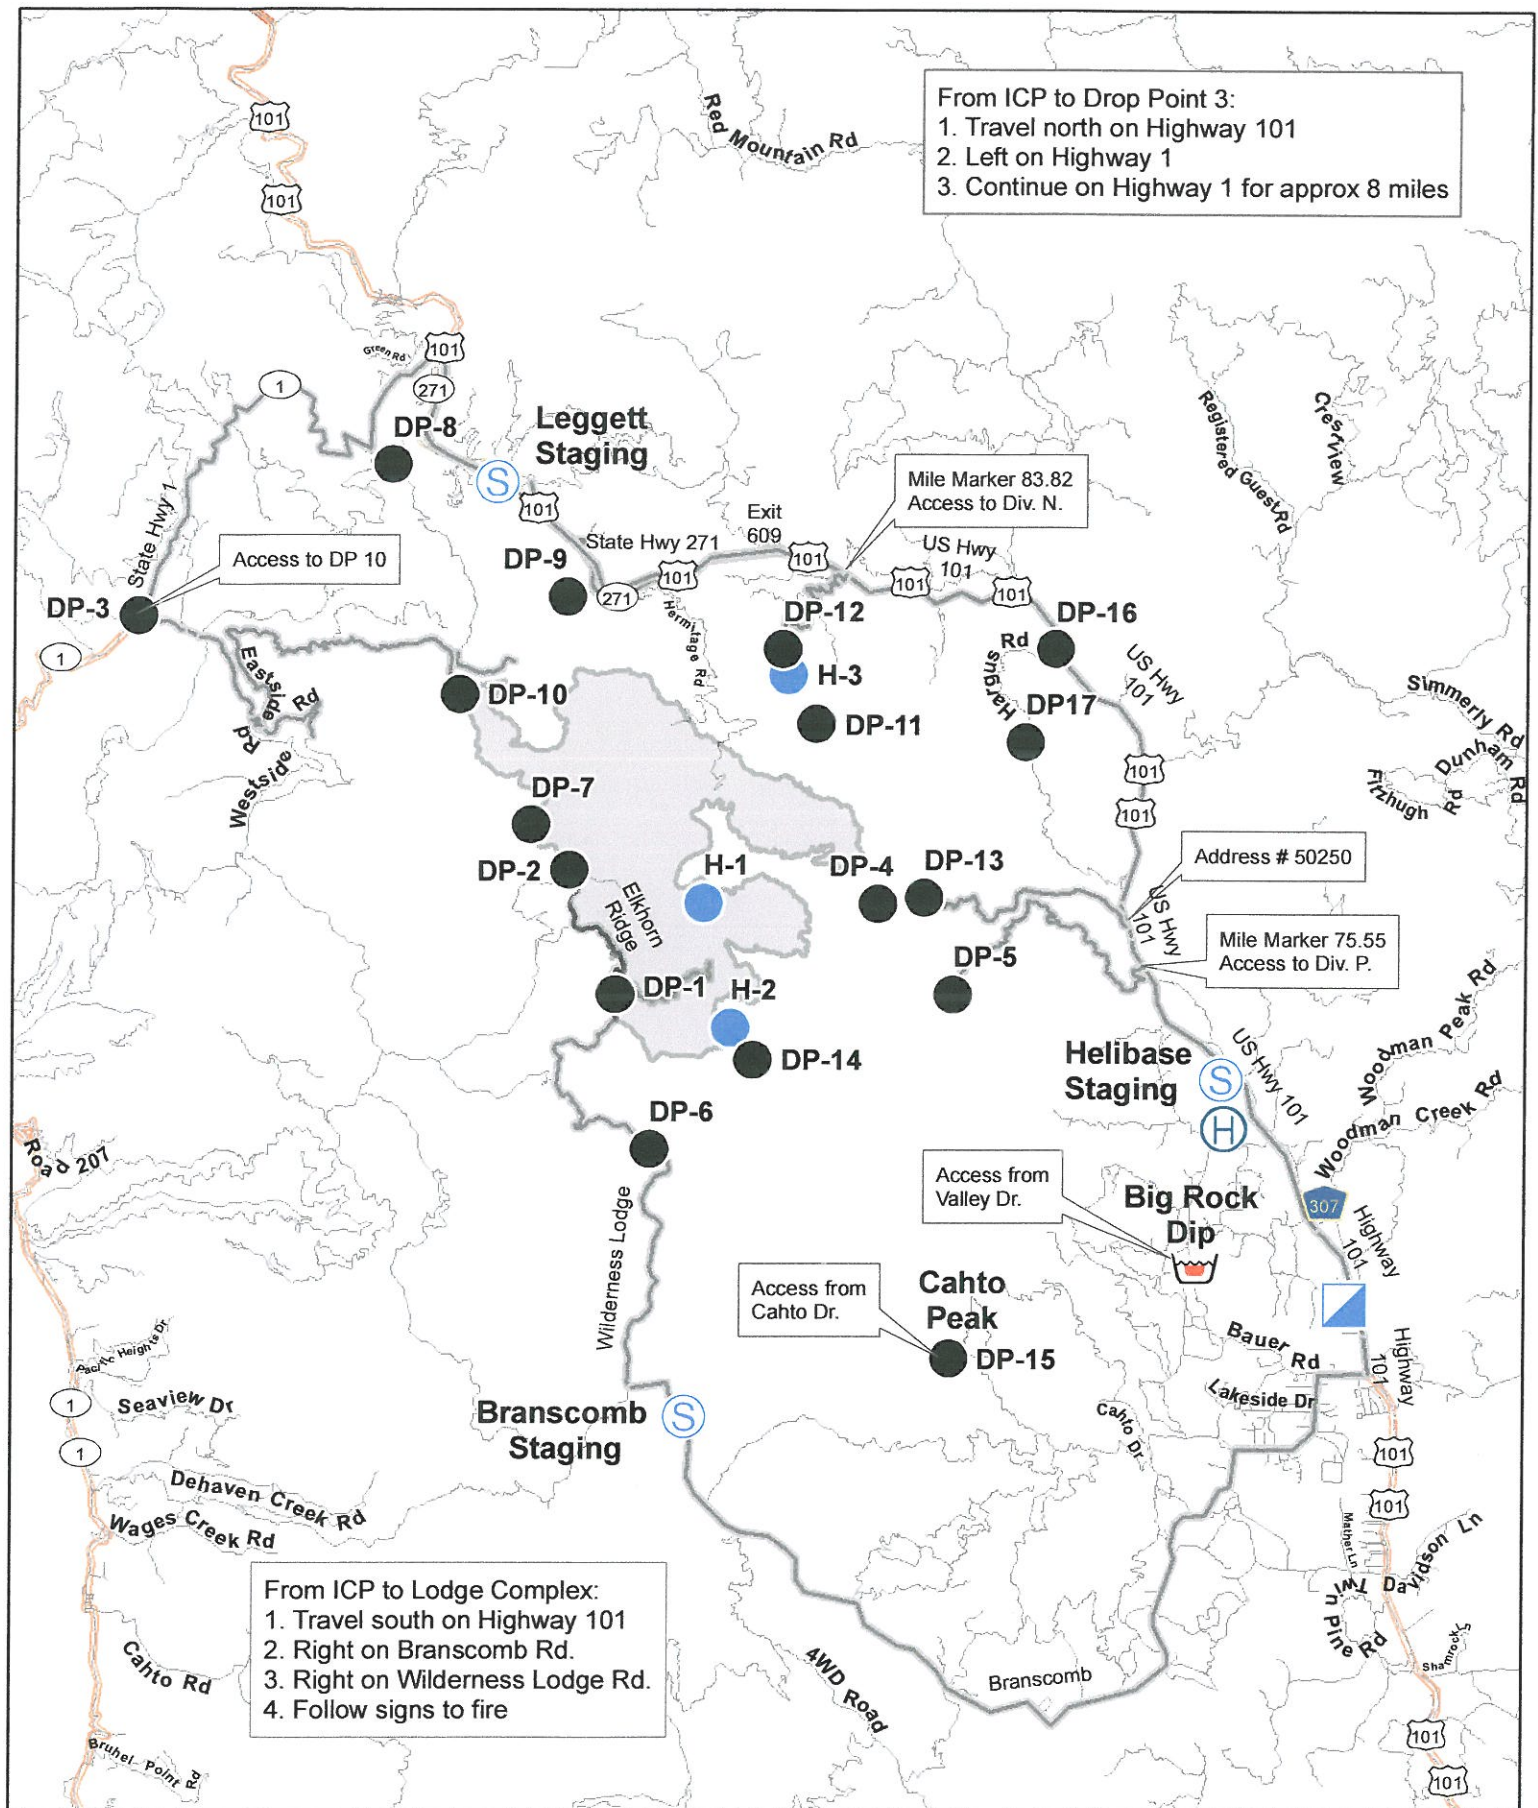 101
Red Mountain Rd
From ICP to Drop Point 3:
1. Travel north on Highway 101
2. Left on Highway 1
3. Continue on Highway 1 for approx 8 miles
101
Green Rd
101
271
1
DP-8
Leggett
Staging
S
101
Registered Guest Rd
Crestview
Mile Marker 83.82
Access to Div. N.
Exit
609
State Hwy 1
State Hwy 271
101
US Hwy
101
101
101
101
Access to DP 10
DP-9
271
DP-3
1
Hermitage Rd
DP-12
H-3
DP-11
DP-16
Hargus Rd
DP17
US Hwy
101
Simmerly Rd
Dunham Rd
Fitzhugh Rd
Eastside Rd
Westside Rd
DP-10
101
101
DP-7
DP-2
H-1
DP-4
DP-13
Address # 50250
Elkhorn
Ridge
US Hwy
101
Mile Marker 75.55
Access to Div. P.
DP-5
DP-1
H-2
DP-14
Helibase
Staging
S
H
US Hwy 101
Woodman Peak Rd
Woodman Creek Rd
DP-6
Road 207
Access from
Valley Dr.
Big Rock
Dip
307
Highway
101
Wilderness Lodge
Access from
Cahto Dr.
Cahto
Peak
DP-15
Bauer Rd
Highway
101
Lakeside Dr
Pacific Heights Dr
1
Seaview Dr
1
Branscomb
Staging
S
Cahto Dr
101
101
Dehaven Creek Rd
Wages Creek Rd
Mather Ln
Davidson Ln
Twin Pine Rd
From ICP to Lodge Complex:
1. Travel south on Highway 101
2. Right on Branscomb Rd.
3. Right on Wilderness Lodge Rd.
4. Follow signs to fire
Cahto Rd
4WD Road
Branscomb
Shamrock
101
101
Bruhel Point Rd